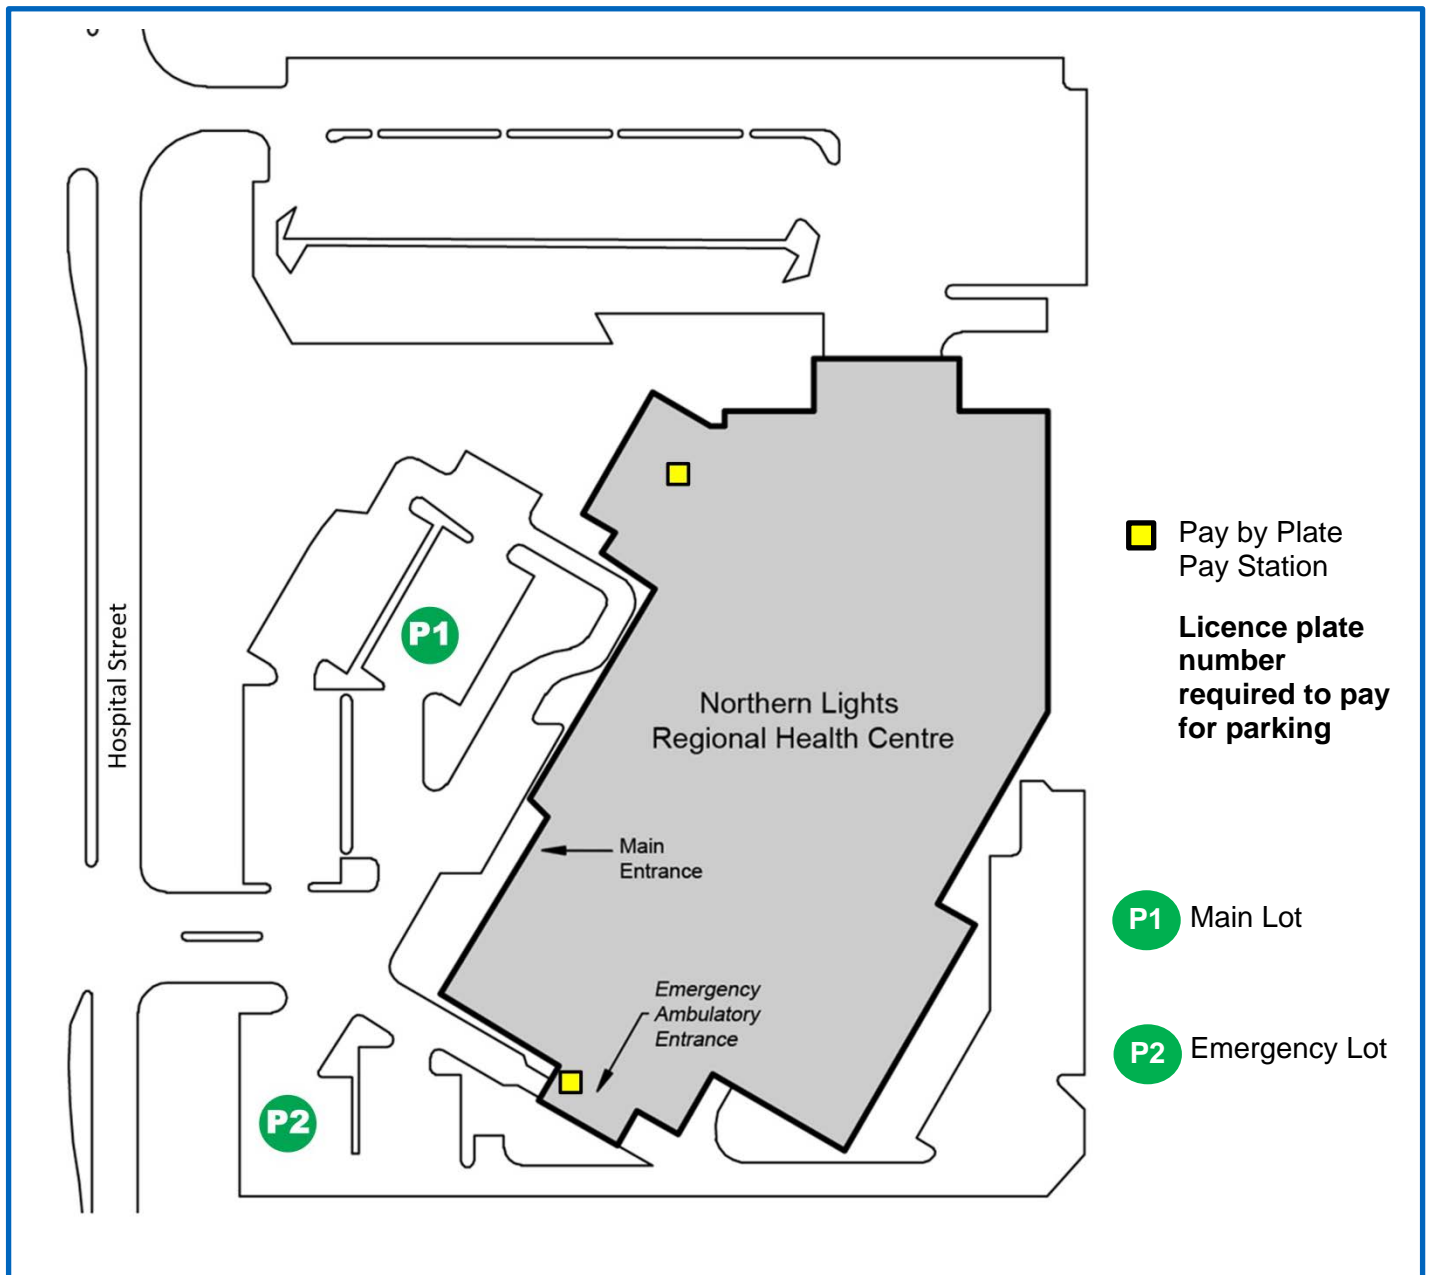 Hospital Street
P1
Northern Lights
Regional Health Centre
Main
Entrance
Emergency
Ambulatory
Entrance
P2
Pay by Plate
Pay Station
Licence plate
number
required to pay
for parking
P1 Main Lot
P2 Emergency Lot